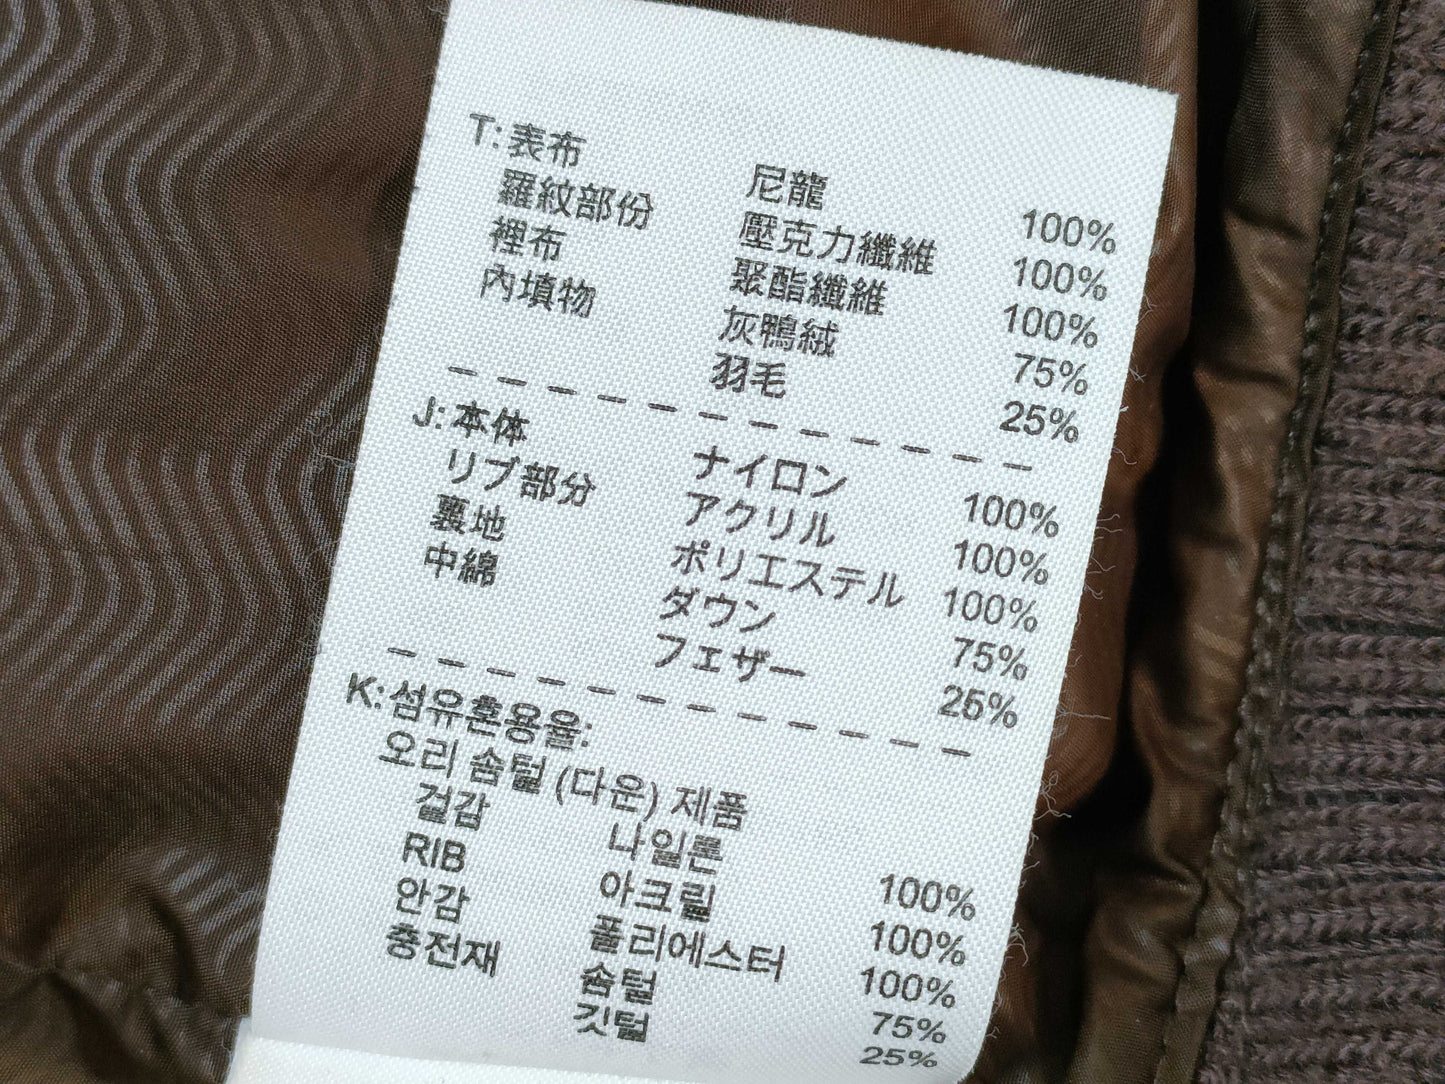 T: 表布 尼龍 100%
羅紋部份 壓克力纖維 100%
裡布 聚酯纖維 100%
內填物 灰鴨絨 75%
羽毛 25%
J: 本体 ナイロン 100%
リブ部分 アクリル 100%
裏地 ポリエステル 100%
中綿 ダウン 75%
フェザー 25%
K: 섬유혼용율:
오리 솜털 (다운) 제품
겉감 나일론 100%
RIB 아크릴 100%
안감 폴리에스터 100%
충전재 솜털 75%
깃털 25%